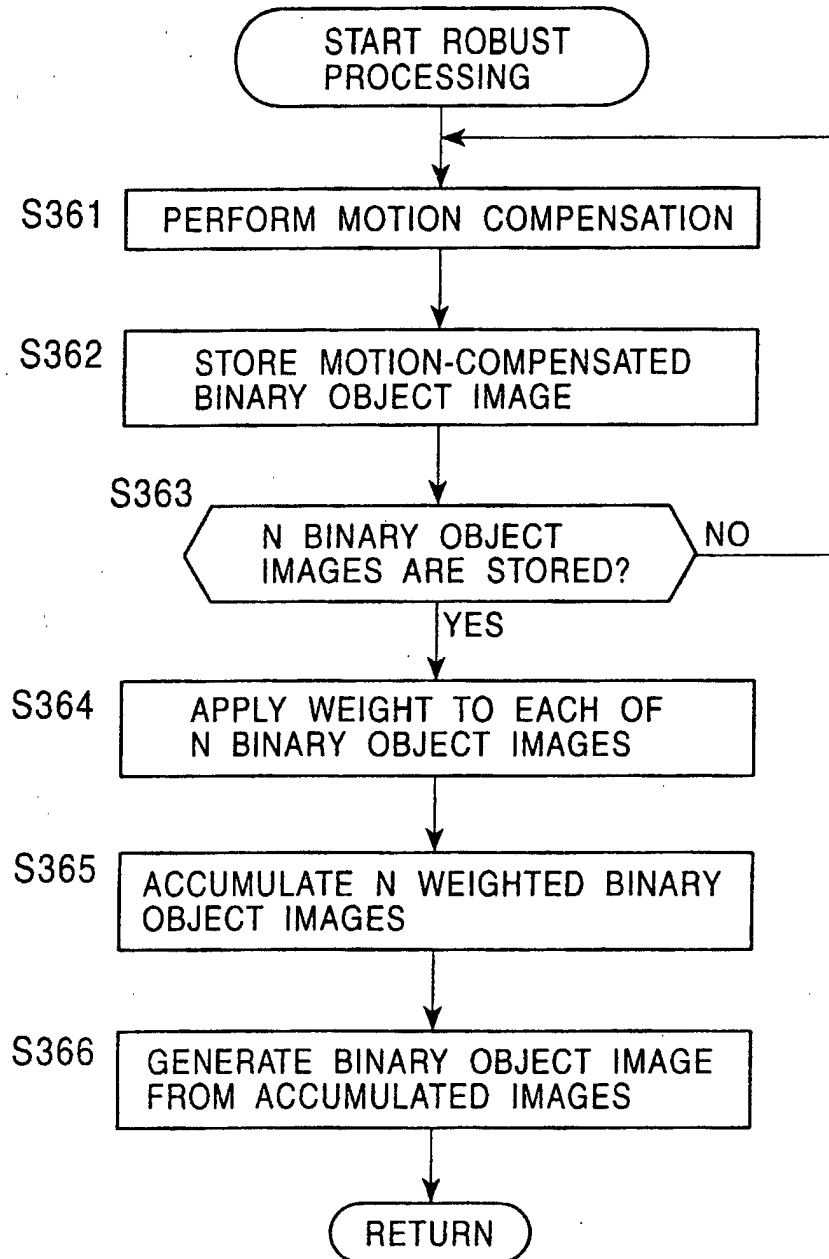 START ROBUST
PROCESSING
S361
PERFORM MOTION COMPENSATION
S362
STORE MOTION-COMPENSATED
BINARY OBJECT IMAGE
S363
N BINARY OBJECT
IMAGES ARE STORED?
NO
YES
S364
APPLY WEIGHT TO EACH OF
N BINARY OBJECT IMAGES
S365
ACCUMULATE N WEIGHTED BINARY
OBJECT IMAGES
S366
GENERATE BINARY OBJECT IMAGE
FROM ACCUMULATED IMAGES
RETURN